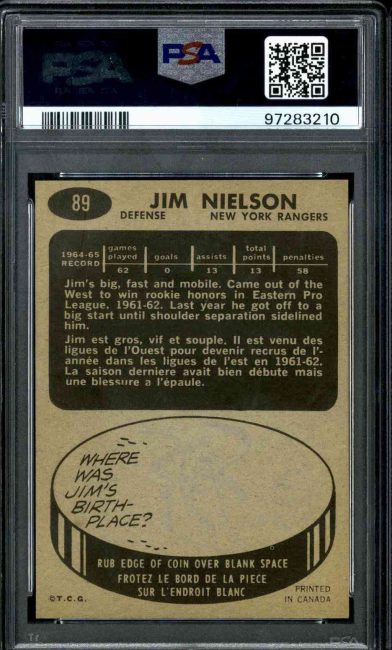 PSA
PSA
97283210
89
JIM NIELSON
DEFENSE NEW YORK RANGERS
1964-65 RECORD games played goals assists total points penalties
62 0 13 13 58
Jim's big, fast and mobile. Came out of the
West to win rookie honors in Eastern Pro
League. 1961-62. Last year he got off to a
big start until shoulder separation sidelined
him.
Jim est gros, vif et souple. Il est venu des
ligues de l'Ouest pour devenir recrus de l'-
année dans les ligues de l'est en 1961-62.
La saison derniere avait bien débute mais
une blessure a l'épaule.
WHERE
WAS
JIM'S
BIRTH-
PLACE?
RUB EDGE OF COIN OVER BLANK SPACE
FROTEZ LE BORD DE LA PIECE
SUR L'ENDROIT BLANC
©T.C.G.
PRINTED
IN CANADA